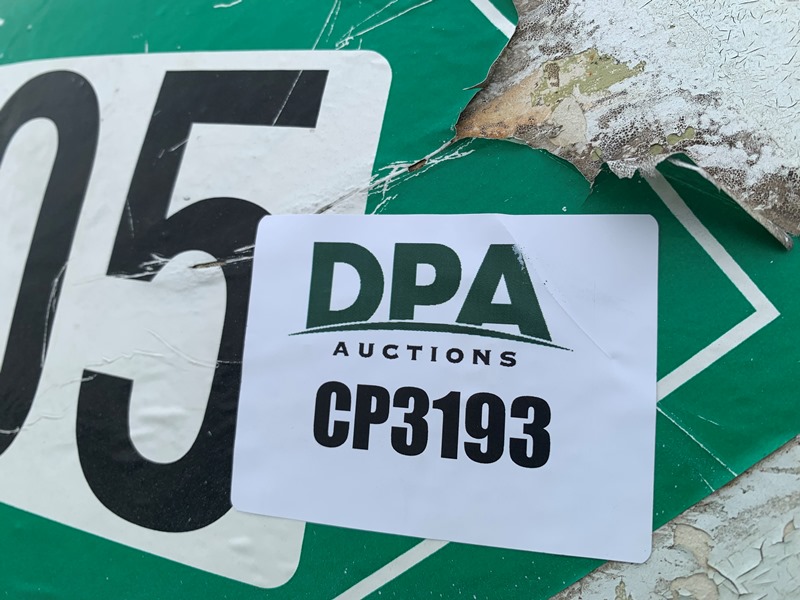 05
DPA
AUCTIONS
CP3193